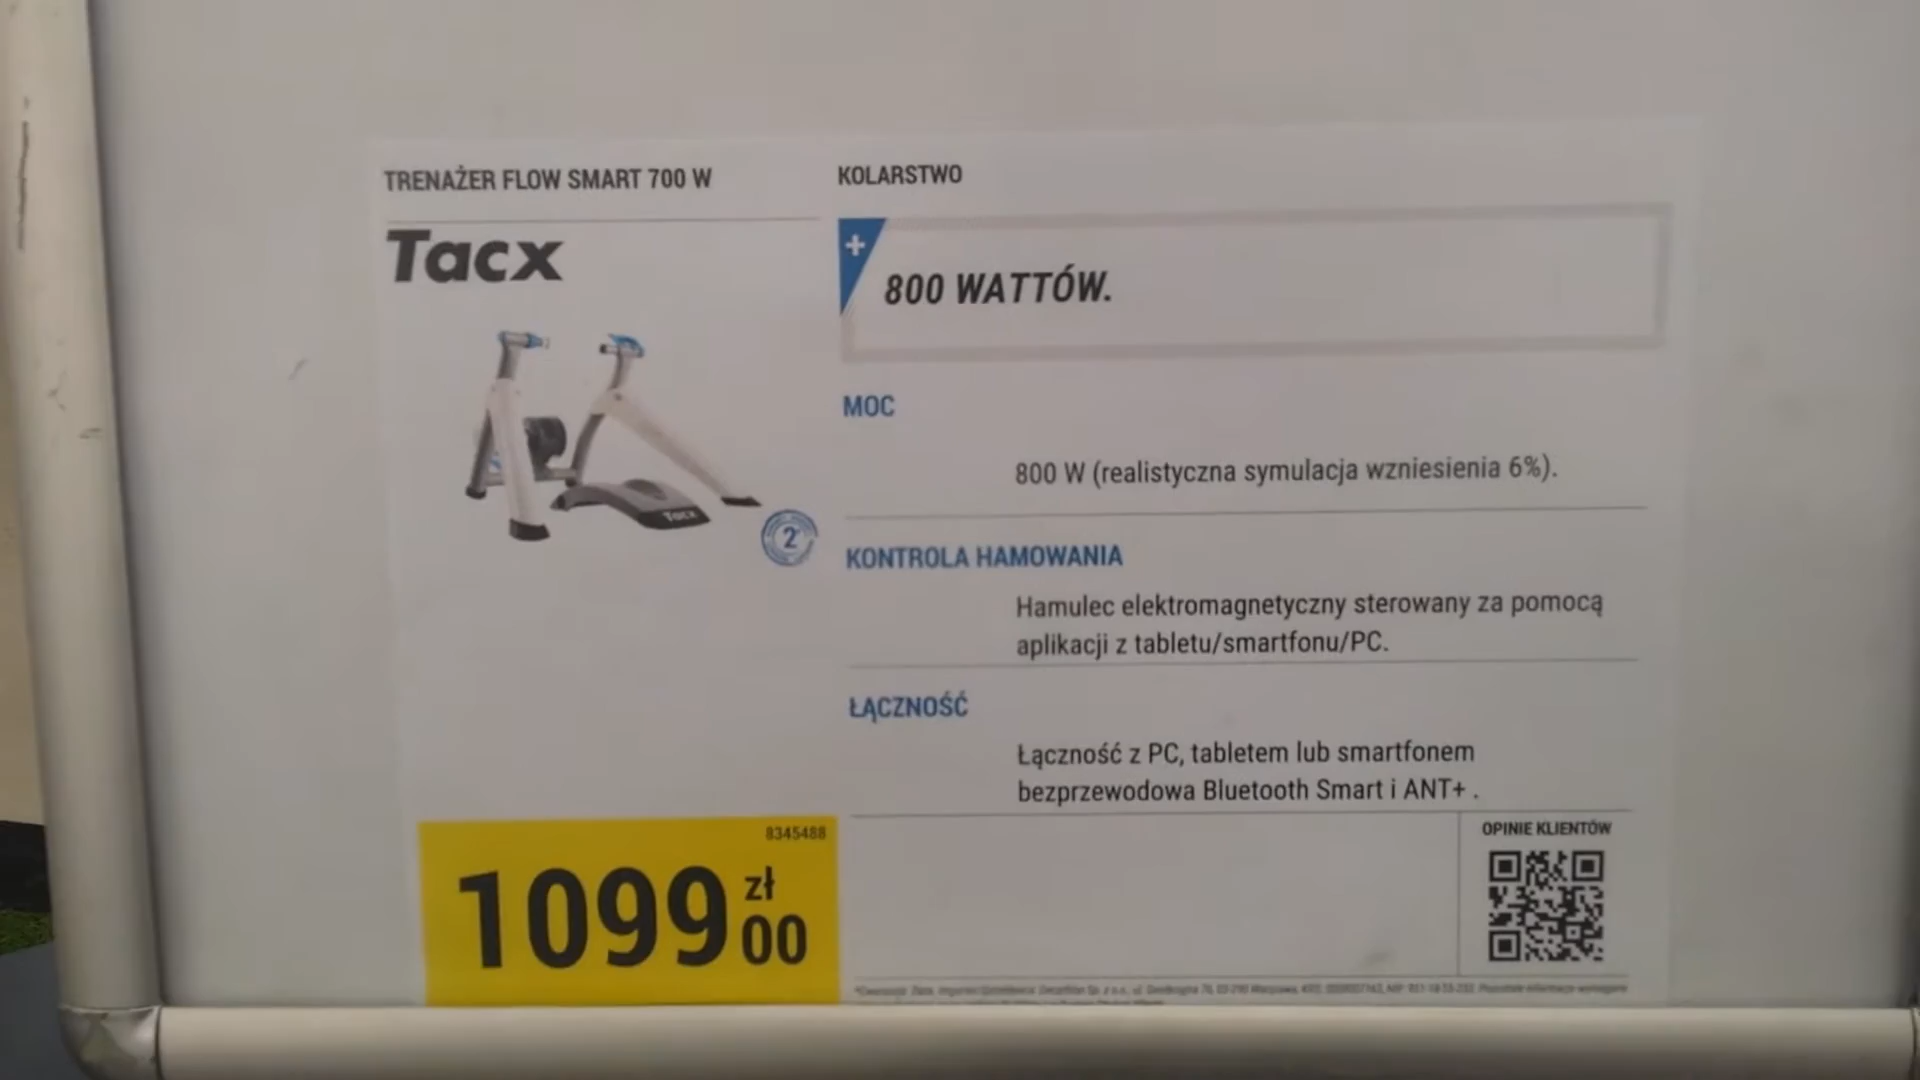 TRENAŻER FLOW SMART 700 W
Tacx
Tacx
2
8345488
1099 zł 00
KOLARSTWO
+
800 WATTÓW.
MOC
800 W (realistyczna symulacja wzniesienia 6%).
KONTROLA HAMOWANIA
Hamulec elektromagnetyczny sterowany za pomocą
aplikacji z tabletu/smartfonu/PC.
ŁĄCZNOŚĆ
Łączność z PC, tabletem lub smartfonem
bezprzewodowa Bluetooth Smart i ANT+ .
OPINIE KLIENTÓW